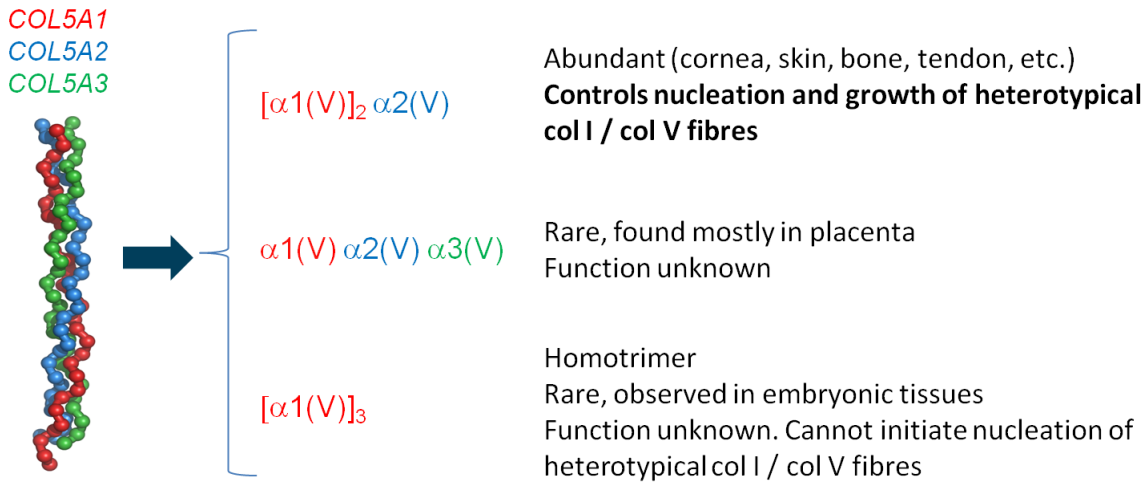 COL5A1
COL5A2
COL5A3
[α1(V)]₂ α2(V)
Abundant (cornea, skin, bone, tendon, etc.)
Controls nucleation and growth of heterotypical
col I / col V fibres
α1(V) α2(V) α3(V)
Rare, found mostly in placenta
Function unknown
[α1(V)]₃
Homotrimer
Rare, observed in embryonic tissues
Function unknown. Cannot initiate nucleation of
heterotypical col I / col V fibres